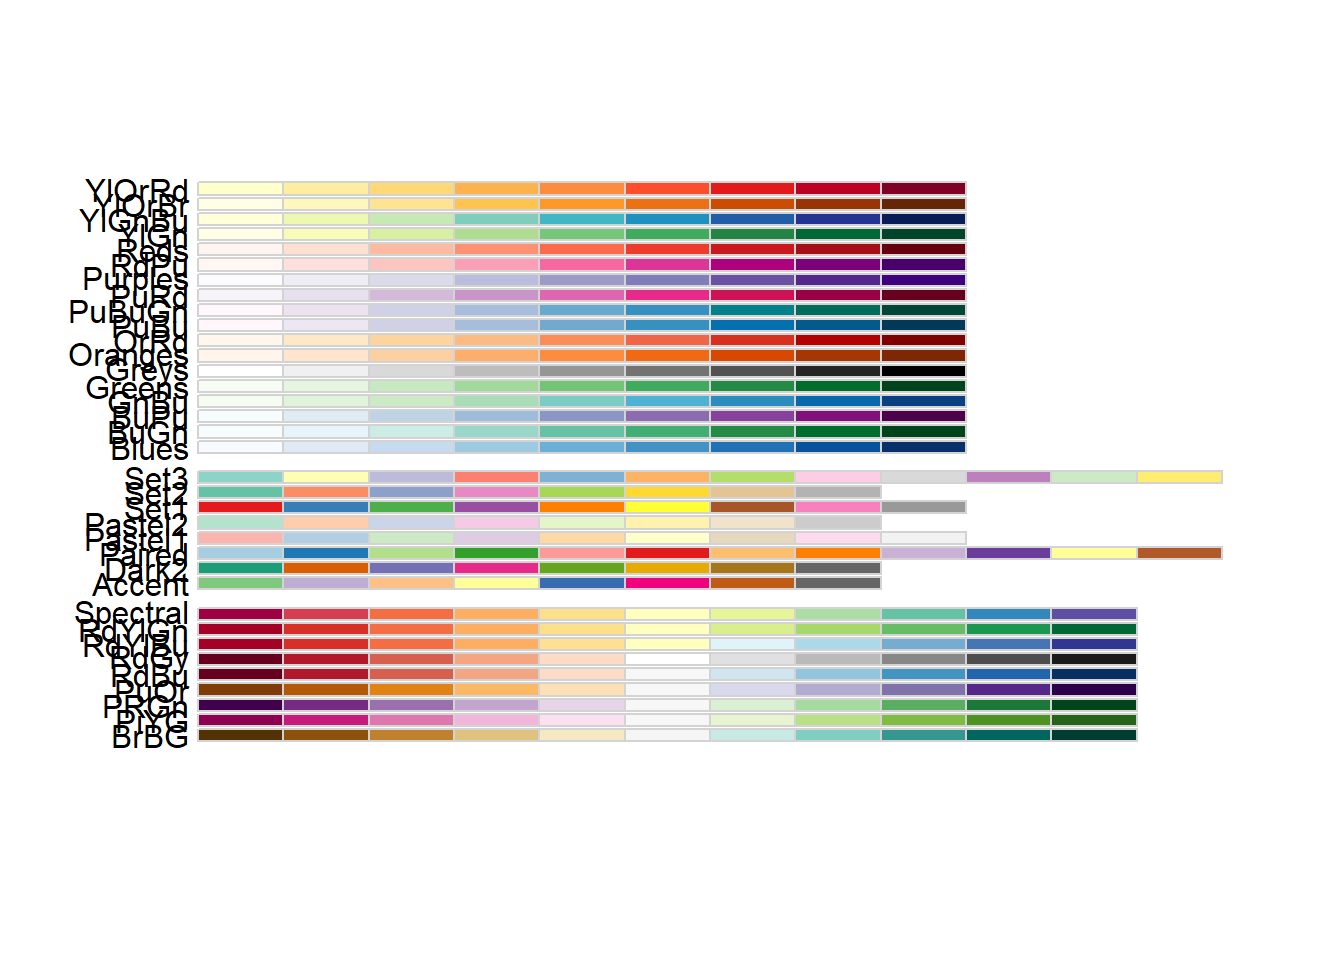 YlOrRd
YlOrBr
YlGnBu
YlGn
Reds
RdPu
Purples
PuRd
PuBuGn
PuBu
OrRd
Oranges
Greys
Greens
GnBu
BuPu
BuGn
Blues
Set3
Set2
Set1
Pastel2
Pastel1
Paired
Dark2
Accent
Spectral
RdYlGn
RdYlBu
RdGy
RdBu
PuOr
PRGn
PiYG
BrBG